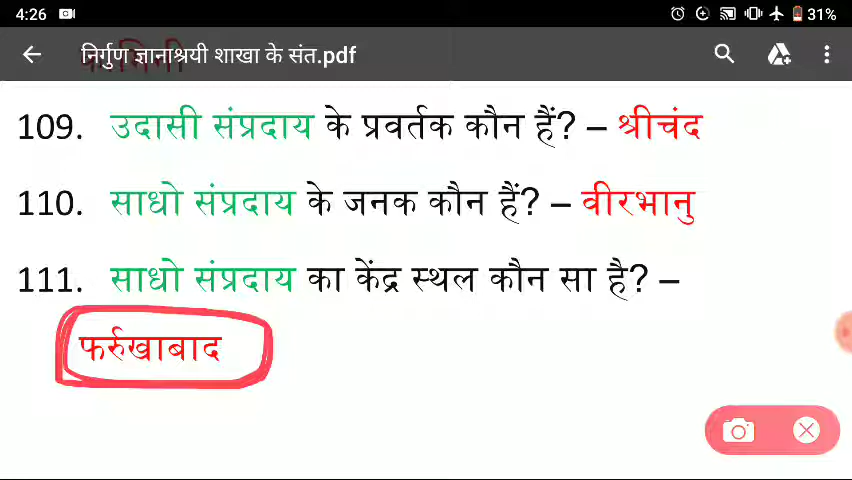 4:26 31%
निर्गुण ज्ञानाश्रयी शाखा के संत.pdf
109. उदासी संप्रदाय के प्रवर्तक कौन हैं? – श्रीचंद
110. साधो संप्रदाय के जनक कौन हैं? – वीरभानु
111. साधो संप्रदाय का केंद्र स्थल कौन सा है? –
फर्रुखाबाद